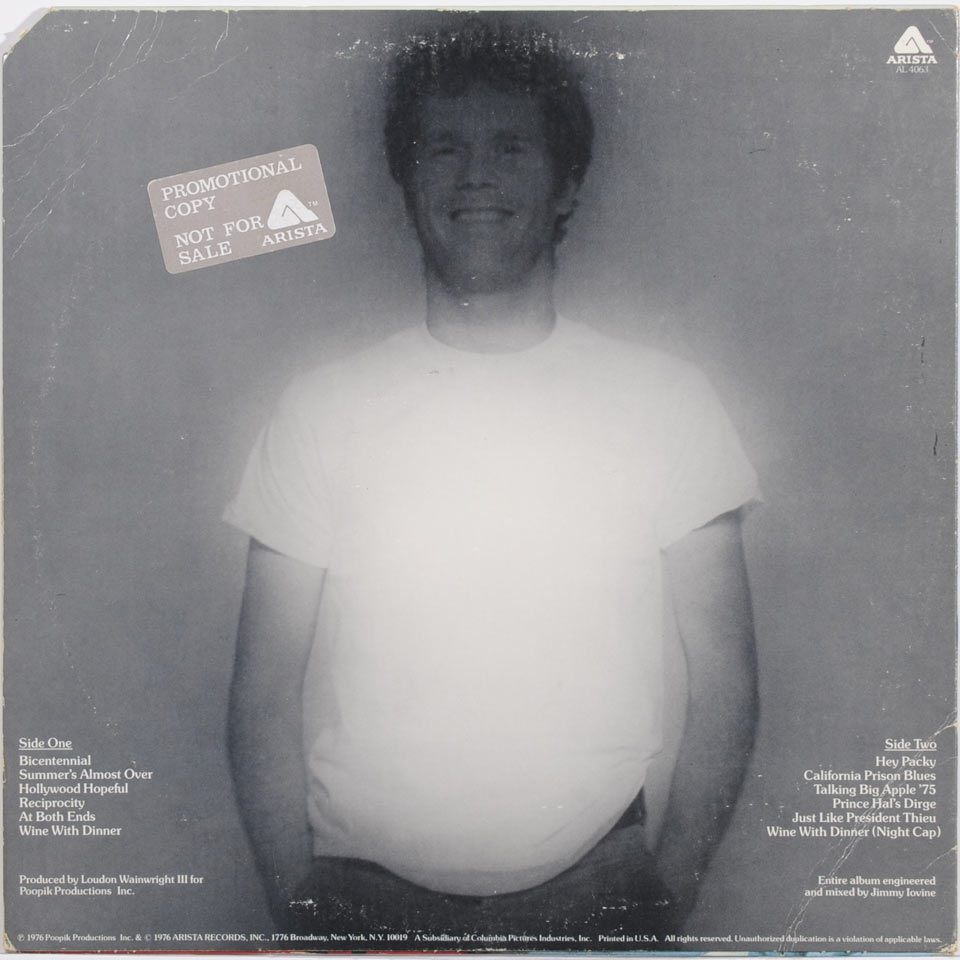 ARISTA
TM
AL 4063
PROMOTIONAL
COPY
NOT FOR
SALE
TM
ARISTA
Side One
Bicentennial
Summer's Almost Over
Hollywood Hopeful
Reciprocity
At Both Ends
Wine With Dinner
Side Two
Hey Packy
California Prison Blues
Talking Big Apple '75
Prince Hal's Dirge
Just Like President Thieu
Wine With Dinner (Night Cap)
Produced by Loudon Wainwright III for
Poopik Productions Inc.
Entire album engineered
and mixed by Jimmy Iovine
℗ 1976 Poopik Productions Inc. & © 1976 ARISTA RECORDS, INC., 1776 Broadway, New York, N.Y. 10019 A Subsidiary of Columbia Pictures Industries, Inc. Printed in U.S.A. All rights reserved. Unauthorized duplication is a violation of applicable laws.